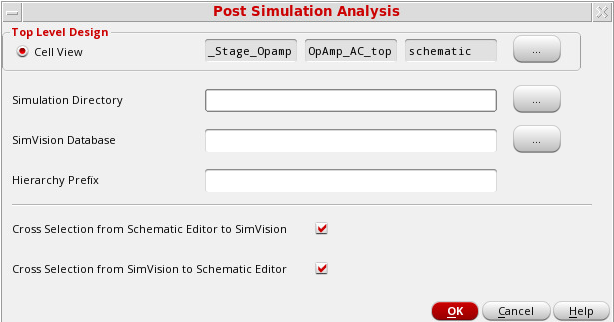 Post Simulation Analysis
Top Level Design
Cell View _Stage_Opamp OpAmp_AC_top schematic ...
Simulation Directory ...
SimVision Database ...
Hierarchy Prefix
Cross Selection from Schematic Editor to SimVision
Cross Selection from SimVision to Schematic Editor
OK Cancel Help